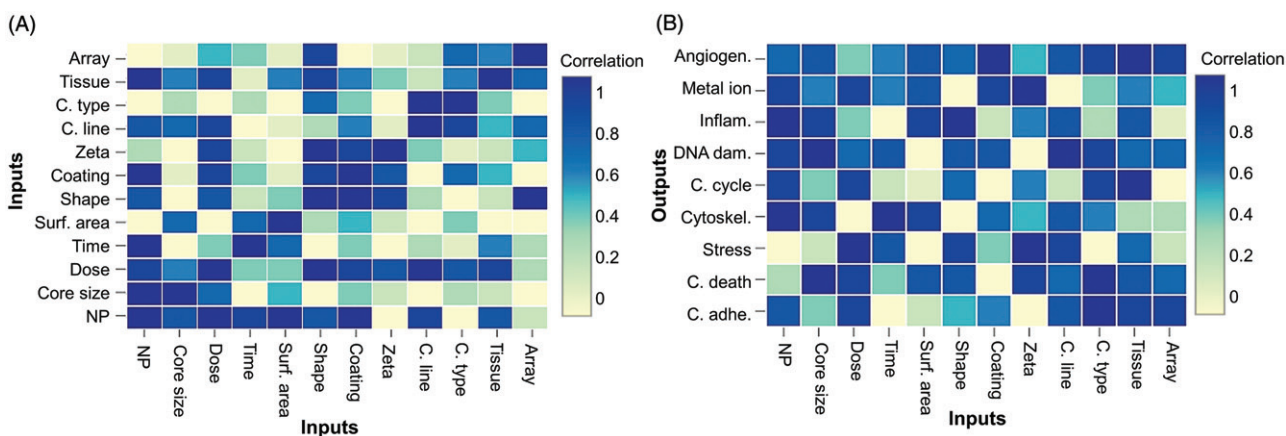 (A)
Inputs
Array
Tissue
C. type
C. line
Zeta
Coating
Shape
Surf. area
Time
Dose
Core size
NP
NP
Core size
Dose
Time
Surf. area
Shape
Coating
Zeta
C. line
C. type
Tissue
Array
Inputs
Correlation
1
0.8
0.6
0.4
0.2
0
(B)
Outputs
Angiogen.
Metal ion
Inflam.
DNA dam.
C. cycle
Cytoskel.
Stress
C. death
C. adhe.
NP
Core size
Dose
Time
Surf. area
Shape
Coating
Zeta
C. line
C. type
Tissue
Array
Inputs
Correlation
1
0.8
0.6
0.4
0.2
0